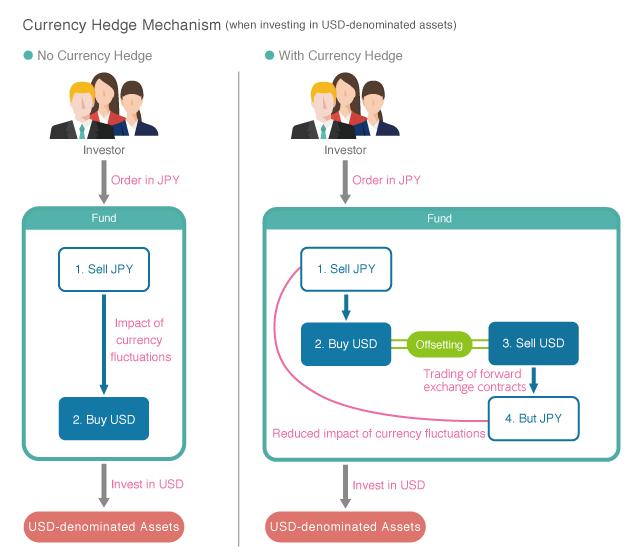 Currency Hedge Mechanism (when investing in USD-denominated assets)
No Currency Hedge
Investor
Order in JPY
Fund
1. Sell JPY
Impact of
currency
fluctuations
2. Buy USD
Invest in USD
USD-denominated Assets
With Currency Hedge
Investor
Order in JPY
Fund
1. Sell JPY
2. Buy USD
Offsetting
3. Sell USD
Trading of forward
exchange contracts
4. But JPY
Reduced impact of currency fluctuations
Invest in USD
USD-denominated Assets